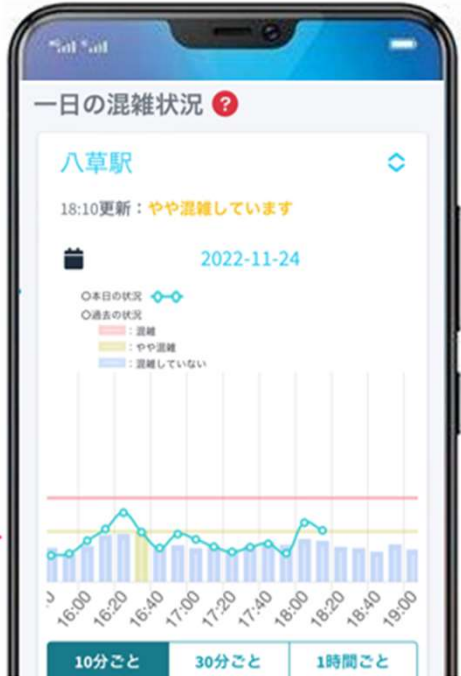 一日の混雑状況 ?
八草駅
18:10更新：やや混雑しています
2022-11-24
○本日の状況
○過去の状況
：混雑
：やや混雑
：混雑していない
16:00 16:20 16:40 17:00 17:20 17:40 18:00 18:20 18:40 19:00
10分ごと 30分ごと 1時間ごと